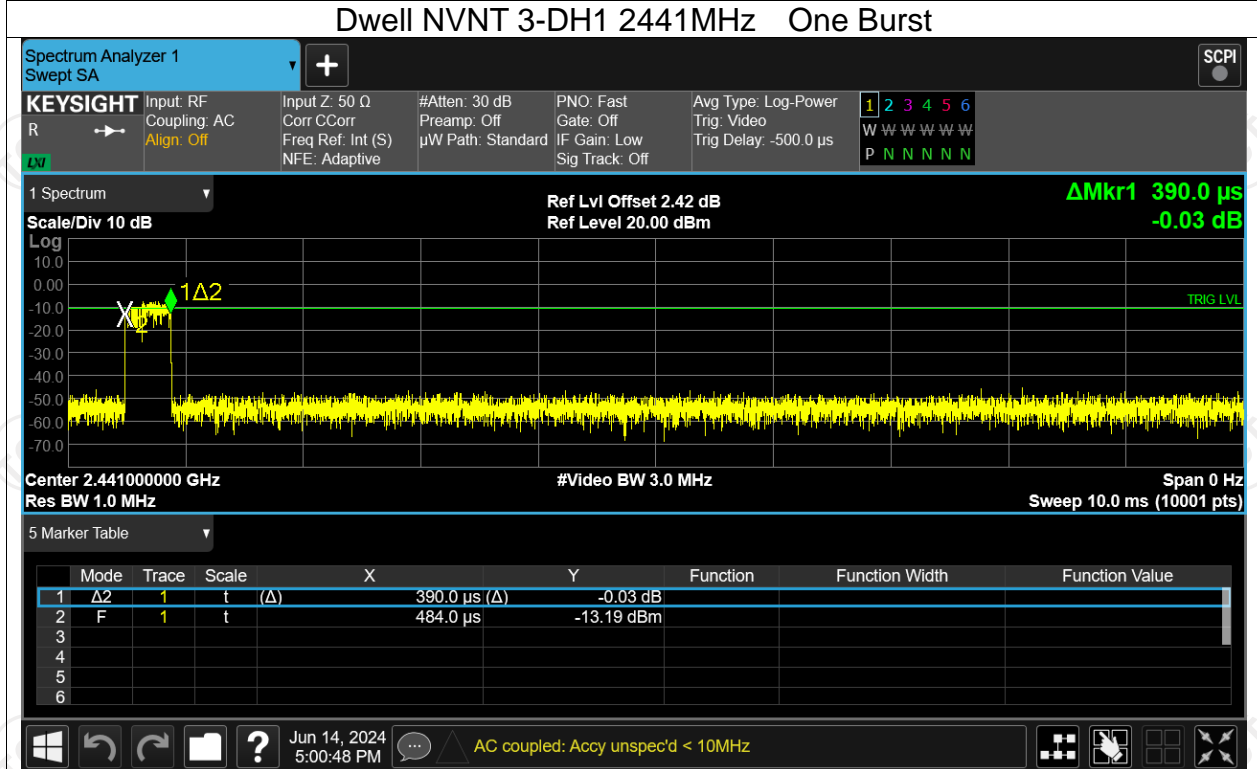 Dwell NVNT 3-DH1 2441MHz One Burst
Spectrum Analyzer 1
Swept SA
+
SCPI
KEYSIGHT
R
LXI
Input: RF
Coupling: AC
Align: Off
Input Z: 50 Ω
Corr CCorr
Freq Ref: Int (S)
NFE: Adaptive
#Atten: 30 dB
Preamp: Off
µW Path: Standard
PNO: Fast
Gate: Off
IF Gain: Low
Sig Track: Off
Avg Type: Log-Power
Trig: Video
Trig Delay: -500.0 µs
1 2 3 4 5 6
W W W W W W
P N N N N N
1 Spectrum
Scale/Div 10 dB
Ref Lvl Offset 2.42 dB
Ref Level 20.00 dBm
ΔMkr1 390.0 µs
-0.03 dB
Log
10.0
0.00
-10.0
-20.0
-30.0
-40.0
-50.0
-60.0
-70.0
1Δ2
X2
TRIG LVL
Center 2.441000000 GHz
Res BW 1.0 MHz
#Video BW 3.0 MHz
Span 0 Hz
Sweep 10.0 ms (10001 pts)
5 Marker Table
Mode Trace Scale X Y Function Function Width Function Value
1 Δ2 1 t (Δ) 390.0 µs (Δ) -0.03 dB
2 F 1 t 484.0 µs -13.19 dBm
3
4
5
6
?
Jun 14, 2024
5:00:48 PM
AC coupled: Accy unspec'd < 10MHz